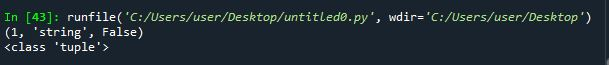 In [43]: runfile('C:/Users/user/Desktop/untitled0.py', wdir='C:/Users/user/Desktop')
(1, 'string', False)
<class 'tuple'>